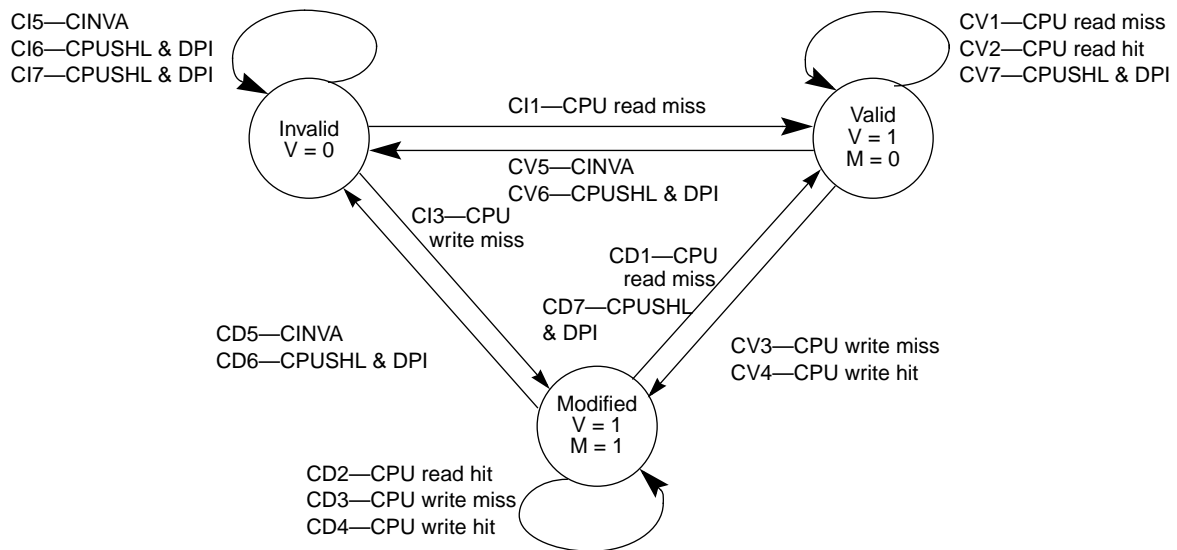 CI5—CINVA
CI6—CPUSHL & DPI
CI7—CPUSHL & DPI
CV1—CPU read miss
CV2—CPU read hit
CV7—CPUSHL & DPI
Invalid
V = 0
CI1—CPU read miss
Valid
V = 1
M = 0
CV5—CINVA
CV6—CPUSHL & DPI
CI3—CPU
write miss
CD1—CPU
read miss
CD7—CPUSHL
& DPI
CD5—CINVA
CD6—CPUSHL & DPI
CV3—CPU write miss
CV4—CPU write hit
Modified
V = 1
M = 1
CD2—CPU read hit
CD3—CPU write miss
CD4—CPU write hit